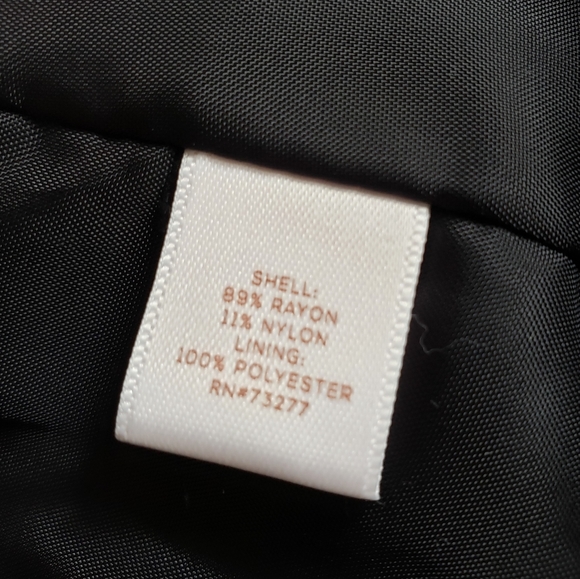 SHELL:
89% RAYON
11% NYLON
LINING:
100% POLYESTER
RN#73277